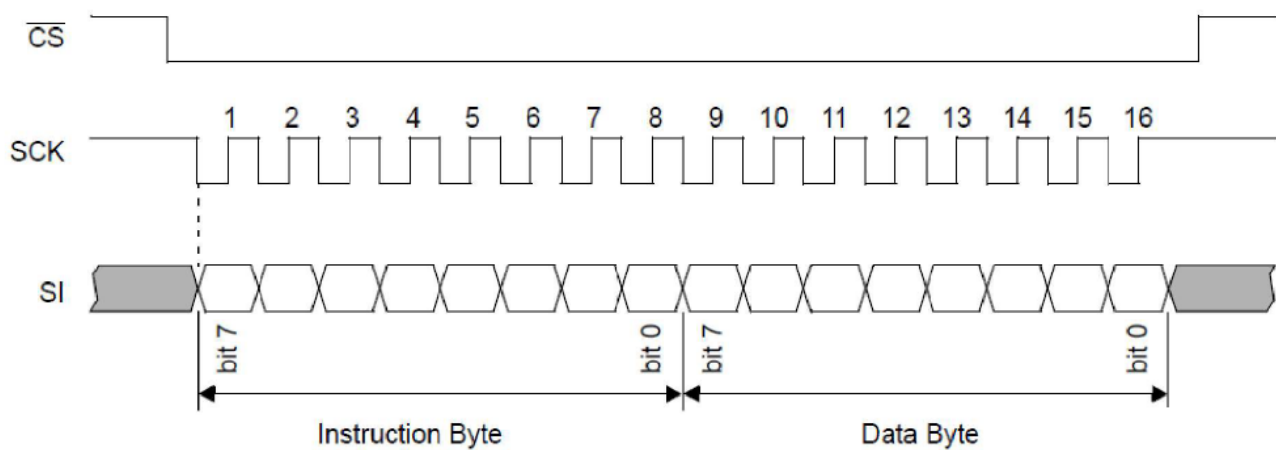 CS
1 2 3 4 5 6 7 8 9 10 11 12 13 14 15 16
SCK
SI
bit 7
bit 0
bit 7
bit 0
Instruction Byte
Data Byte